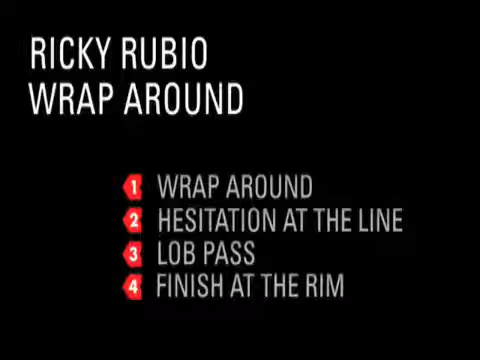 RICKY RUBIO
WRAP AROUND
1 WRAP AROUND
2 HESITATION AT THE LINE
3 LOB PASS
4 FINISH AT THE RIM